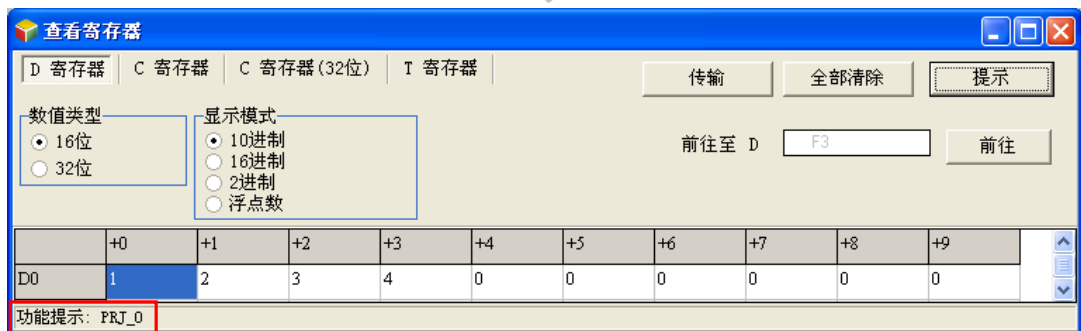 查看寄存器
D 寄存器 C 寄存器 C 寄存器(32位) T 寄存器
传输 全部清除 提示
数值类型 显示模式
16位 10进制 前往至 D F3 前往
32位 16进制
2进制
浮点数
+0 +1 +2 +3 +4 +5 +6 +7 +8 +9
D0 1 2 3 4 0 0 0 0 0 0
功能提示: PRJ_0